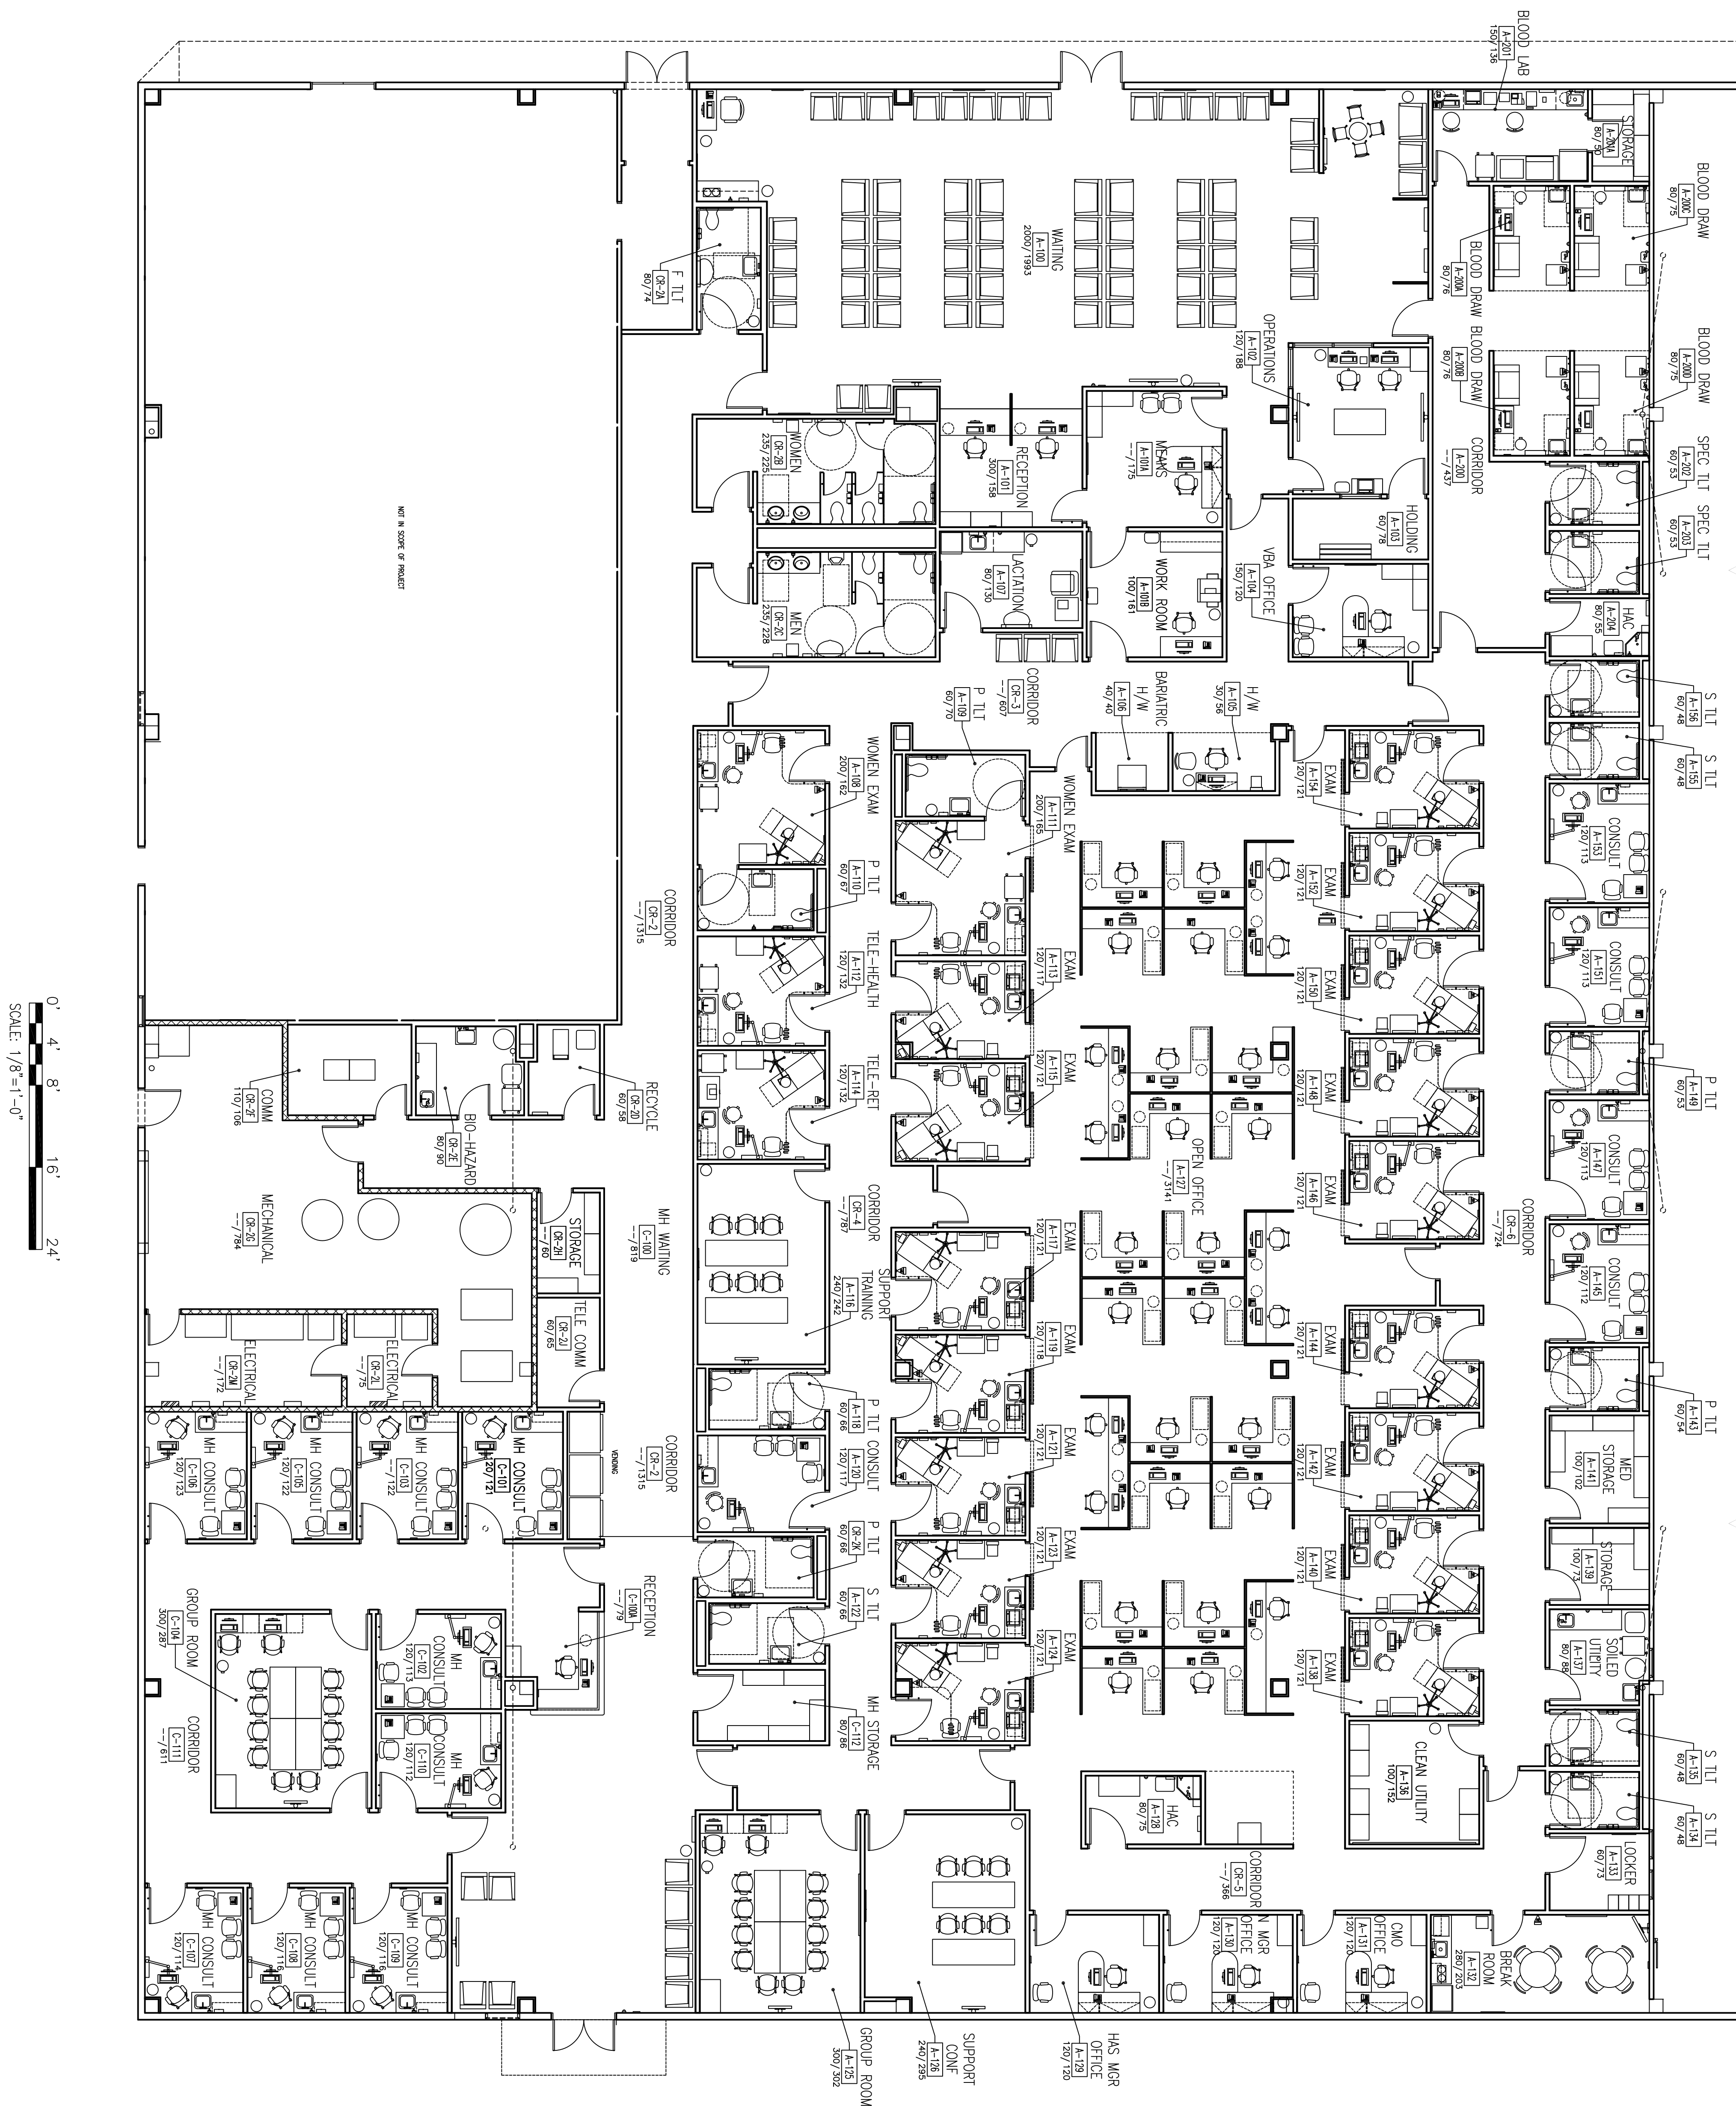 BLOOD LAB
A-201
150/136
STORAGE
A-201A
80/50
BLOOD DRAW
A-200C
80/75
BLOOD DRAW
A-200A
80/76
BLOOD DRAW
A-200B
80/76
BLOOD DRAW
A-200D
80/75
CORRIDOR
A-200
--/437
SPEC TLT
A-202
60/53
SPEC TLT
A-203
60/53
HAC
A-204
80/55
S TLT
A-156
60/48
S TLT
A-155
60/48
CONSULT
A-153
120/113
CONSULT
A-151
120/113
P TLT
A-149
60/53
CONSULT
A-147
120/113
CONSULT
A-145
120/112
P TLT
A-143
60/54
MED
STORAGE
A-141
100/102
STORAGE
A-139
100/73
SOILED
UTILITY
A-137
80/88
S TLT
A-135
60/48
S TLT
A-134
60/48
LOCKER
A-133
60/73
BREAK
ROOM
A-132
280/203
CORRIDOR
CR-6
--/724
WAITING
A-100
2000/1993
OPERATIONS
A-102
120/188
HOLDING
A-103
60/78
VBA OFFICE
A-104
150/120
EXAM
A-154
120/121
EXAM
A-152
120/121
EXAM
A-150
120/121
EXAM
A-148
120/121
EXAM
A-146
120/121
EXAM
A-144
120/121
EXAM
A-142
120/121
EXAM
A-140
120/121
EXAM
A-138
120/121
CLEAN UTILITY
A-136
100/152
CMO
OFFICE
A-131
120/120
N MGR
OFFICE
A-130
120/120
CORRIDOR
CR-5
--/366
HAS MGR
OFFICE
A-129
120/120
HAC
A-128
80/75
MEANS
A-101A
--/175
WORK ROOM
A-101B
100/161
H/W
A-105
30/56
BARIATRIC
H/W
A-106
40/40
OPEN OFFICE
A-127
--/3141
RECEPTION
A-101
300/158
LACTATION
A-107
80/130
CORRIDOR
CR-3
--/607
P TLT
A-109
60/70
WOMEN EXAM
A-111
200/165
EXAM
A-113
120/117
EXAM
A-115
120/121
EXAM
A-117
120/121
EXAM
A-119
120/118
EXAM
A-121
120/121
EXAM
A-123
120/121
EXAM
A-124
120/121
SUPPORT
CONF
A-126
240/295
GROUP ROOM
A-125
300/302
F TLT
CR-2A
80/74
WOMEN
CR-2B
235/225
MEN
CR-2C
235/228
WOMEN EXAM
A-108
200/162
P TLT
A-110
60/67
TELE-HEALTH
A-112
120/132
TELE-RET
A-114
120/132
CORRIDOR
CR-4
--/787
SUPPORT
TRAINING
A-116
240/242
P TLT
A-118
60/66
CONSULT
A-120
120/117
P TLT
CR-2K
60/66
S TLT
A-122
60/66
MH STORAGE
C-112
80/86
CORRIDOR
CR-2
--/1315
MH WAITING
C-100
--/819
CORRIDOR
CR-2
--/1315
RECEPTION
C-100A
--/79
NOT IN SCOPE OF PROJECT
RECYCLE
CR-2D
60/58
BIO-HAZARD
CR-2E
80/90
COMM
CR-2F
110/106
MECHANICAL
CR-2G
--/784
STORAGE
CR-2H
--/60
TELE COMM
CR-2J
60/65
ELECTRICAL
CR-2L
--/75
ELECTRICAL
CR-2M
--/172
VENDING
MH CONSULT
C-101
120/121
MH CONSULT
C-103
--/122
MH CONSULT
C-105
120/122
MH CONSULT
C-106
120/123
MH
CONSULT
C-102
120/113
MH
CONSULT
C-110
120/112
GROUP ROOM
C-104
300/287
CORRIDOR
C-111
--/611
MH CONSULT
C-109
120/116
MH CONSULT
C-108
120/116
MH CONSULT
C-107
120/114
0' 4' 8' 16' 24'
SCALE: 1/8"=1'-0"